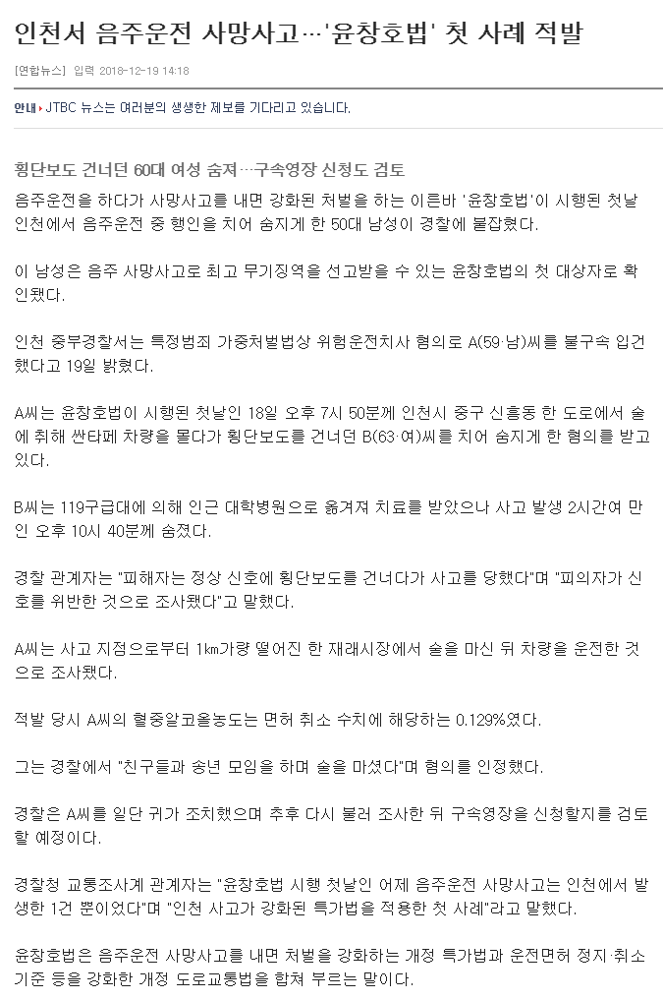 인천서 음주운전 사망사고…'윤창호법' 첫 사례 적발
[연합뉴스] 입력 2018-12-19 14:18
안내 JTBC 뉴스는 여러분의 생생한 제보를 기다리고 있습니다.
횡단보도 건너던 60대 여성 숨져…구속영장 신청도 검토
음주운전을 하다가 사망사고를 내면 강화된 처벌을 하는 이른바 '윤창호법'이 시행된 첫날
인천에서 음주운전 중 행인을 치어 숨지게 한 50대 남성이 경찰에 붙잡혔다.
이 남성은 음주 사망사고로 최고 무기징역을 선고받을 수 있는 윤창호법의 첫 대상자로 확
인됐다.
인천 중부경찰서는 특정범죄 가중처벌법상 위험운전치사 혐의로 A(59·남)씨를 불구속 입건
했다고 19일 밝혔다.
A씨는 윤창호법이 시행된 첫날인 18일 오후 7시 50분께 인천시 중구 신흥동 한 도로에서 술
에 취해 싼타페 차량을 몰다가 횡단보도를 건너던 B(63·여)씨를 치어 숨지게 한 혐의를 받고
있다.
B씨는 119구급대에 의해 인근 대학병원으로 옮겨져 치료를 받았으나 사고 발생 2시간여 만
인 오후 10시 40분께 숨졌다.
경찰 관계자는 "피해자는 정상 신호에 횡단보도를 건너다가 사고를 당했다"며 "피의자가 신
호를 위반한 것으로 조사됐다"고 말했다.
A씨는 사고 지점으로부터 1㎞가량 떨어진 한 재래시장에서 술을 마신 뒤 차량을 운전한 것
으로 조사됐다.
적발 당시 A씨의 혈중알코올농도는 면허 취소 수치에 해당하는 0.129%였다.
그는 경찰에서 "친구들과 송년 모임을 하며 술을 마셨다"며 혐의를 인정했다.
경찰은 A씨를 일단 귀가 조치했으며 추후 다시 불러 조사한 뒤 구속영장을 신청할지를 검토
할 예정이다.
경찰청 교통조사계 관계자는 "윤창호법 시행 첫날인 어제 음주운전 사망사고는 인천에서 발
생한 1건 뿐이었다"며 "인천 사고가 강화된 특가법을 적용한 첫 사례"라고 말했다.
윤창호법은 음주운전 사망사고를 내면 처벌을 강화하는 개정 특가법과 운전면허 정지·취소
기준 등을 강화한 개정 도로교통법을 합쳐 부르는 말이다.